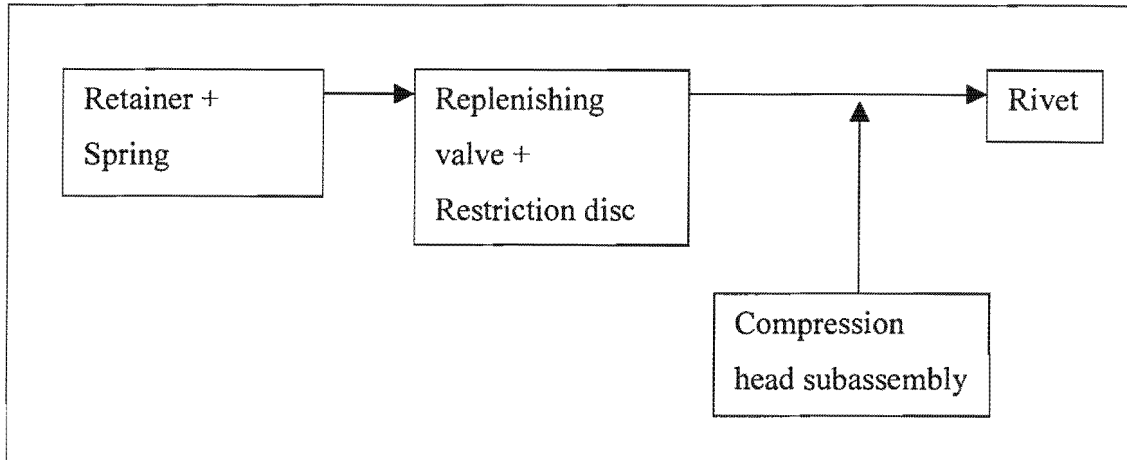 Retainer +
Spring
Replenishing
valve +
Restriction disc
Rivet
Compression
head subassembly